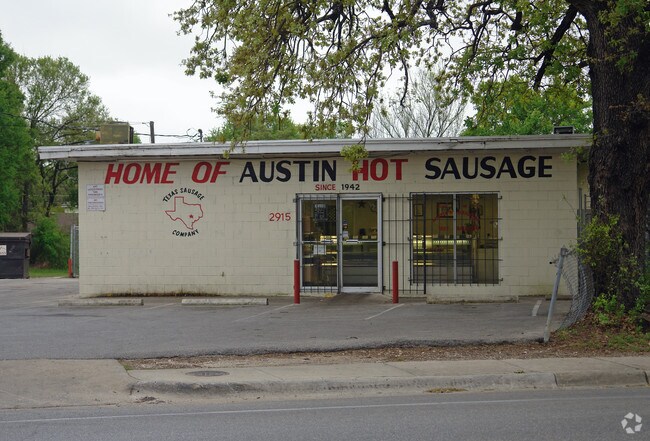 HOME OF AUSTIN HOT SAUSAGE
SINCE 1942
TEXAS SAUSAGE
COMPANY
2915